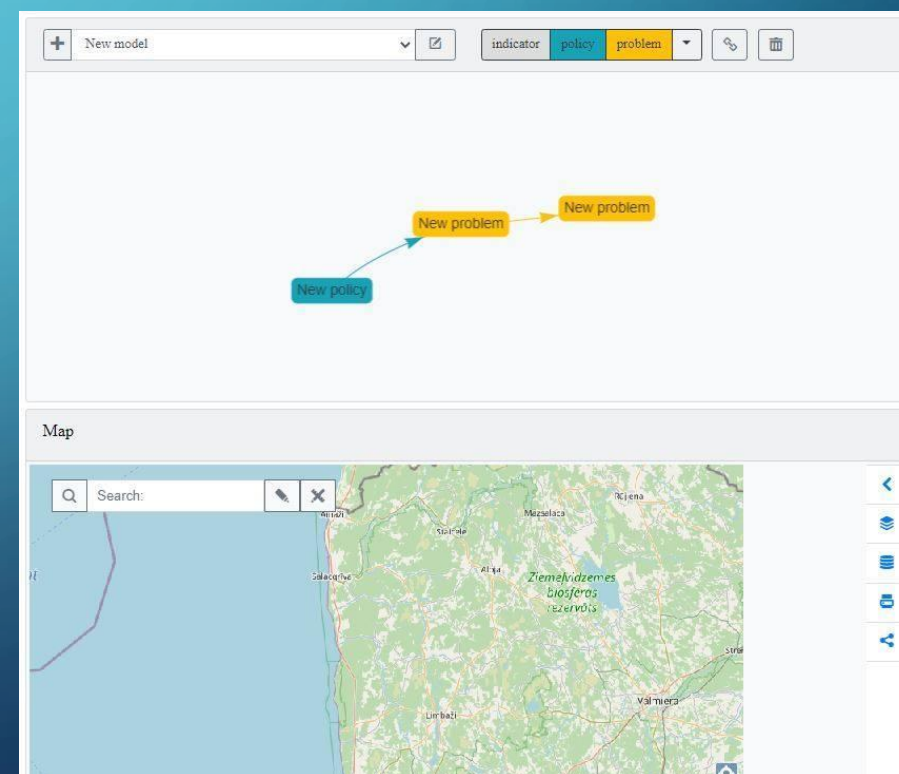 New model
indicator policy problem
New problem
New problem
New policy
Map
Search:
Rūjiena
Ainaži
Mazsalaca
Staicele
Aloja
Salacgrīva
Ziemeļvidzemes
biosfēras
rezervāts
Valmiera
Limbaži